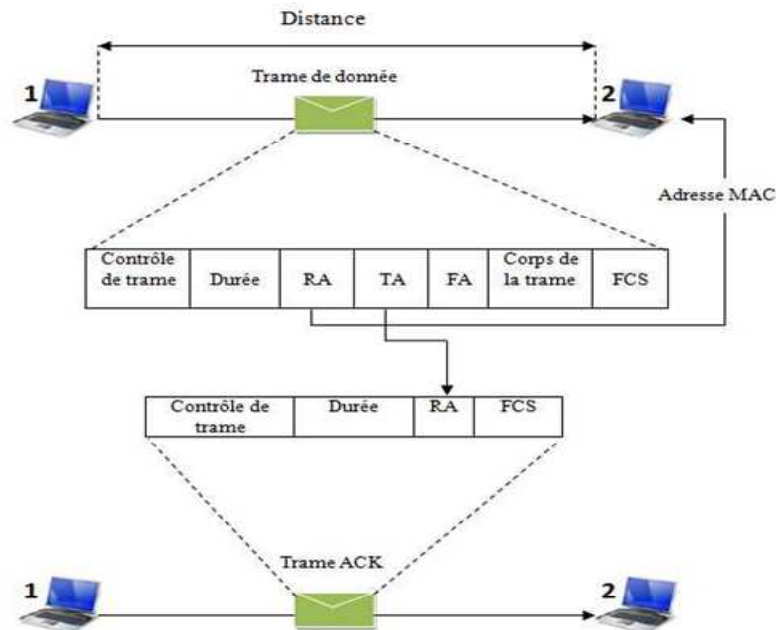 Distance
Trame de donnée
1
2
Adresse MAC
Contrôle de trame
Durée
RA
TA
FA
Corps de la trame
FCS
Contrôle de trame
Durée
RA
FCS
Trame ACK
1
2